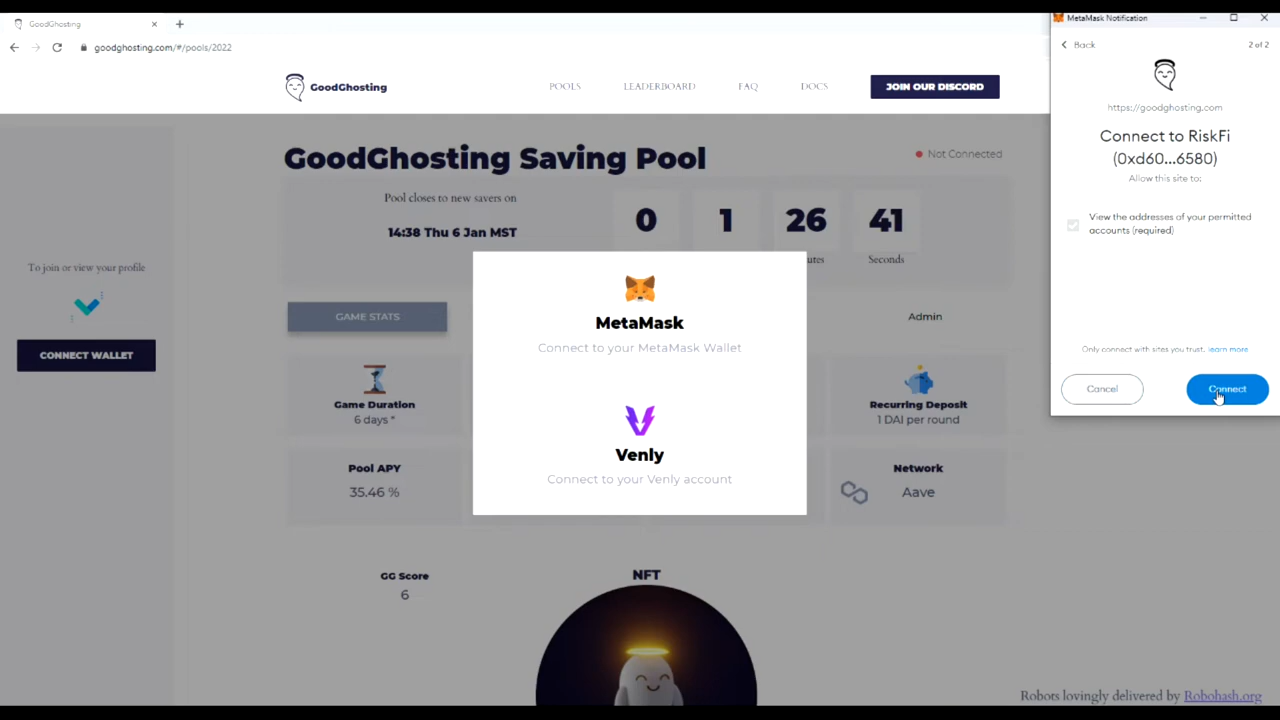 GoodGhosting
goodghosting.com/#/pools/2022
GoodGhosting
POOLS
LEADERBOARD
FAQ
DOCS
JOIN OUR DISCORD
GoodGhosting Saving Pool
Not Connected
Pool closes to new savers on
14:38 Thu 6 Jan MST
0
1
26
41
utes
Seconds
To join or view your profile
CONNECT WALLET
GAME STATS
Admin
MetaMask
Connect to your MetaMask Wallet
Venly
Connect to your Venly account
Game Duration
6 days *
Recurring Deposit
1 DAI per round
Pool APY
35.46 %
Network
Aave
GG Score
6
NFT
Robots lovingly delivered by Robohash.org
MetaMask Notification
Back
2 of 2
https://goodghosting.com
Connect to RiskFi
(0xd60...6580)
Allow this site to:
View the addresses of your permitted
accounts (required)
Only connect with sites you trust. learn more
Cancel
Connect